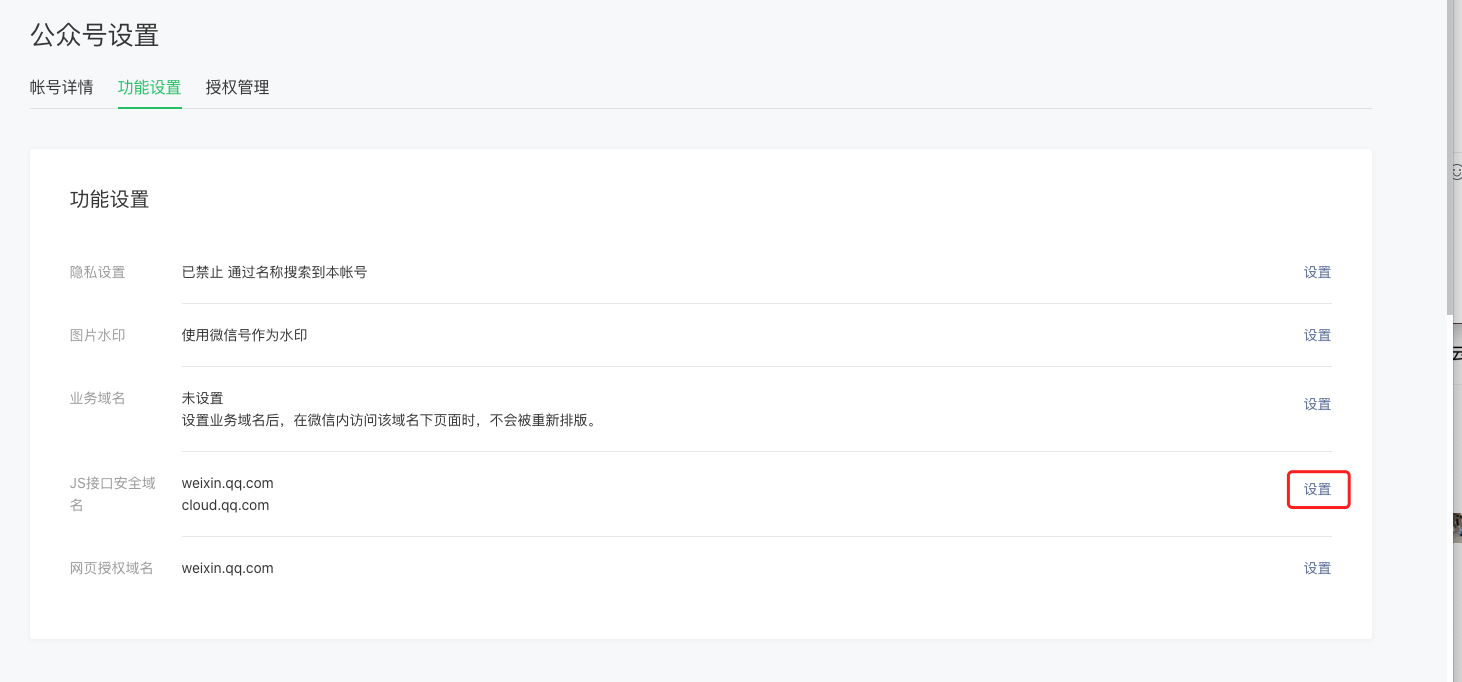 公众号设置
帐号详情 功能设置 授权管理
功能设置
隐私设置 已禁止 通过名称搜索到本帐号 设置
图片水印 使用微信号作为水印 设置
业务域名 未设置
设置业务域名后，在微信内访问该域名下页面时，不会被重新排版。 设置
JS接口安全域 weixin.qq.com 设置
名 cloud.qq.com
网页授权域名 weixin.qq.com 设置